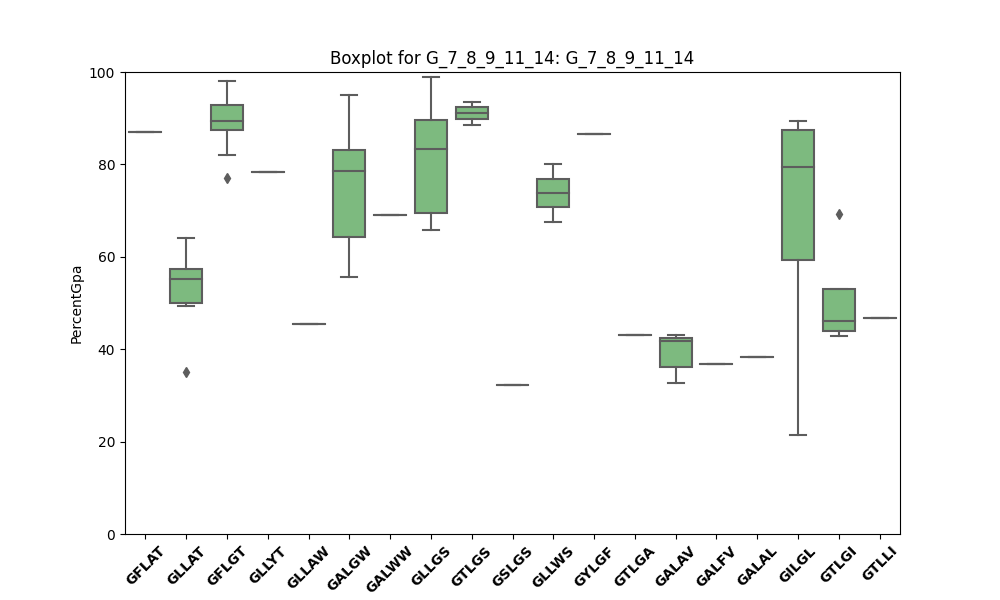 Boxplot for G_7_8_9_11_14: G_7_8_9_11_14
PercentGpa
100
80
60
40
20
0
GFLAT
GLLAT
GFLGT
GLLYT
GLLAW
GALGW
GALWW
GLLGS
GTLGS
GSLGS
GLLWS
GYLGF
GTLGA
GALAV
GALFV
GALAL
GILGL
GTLGI
GTLLI